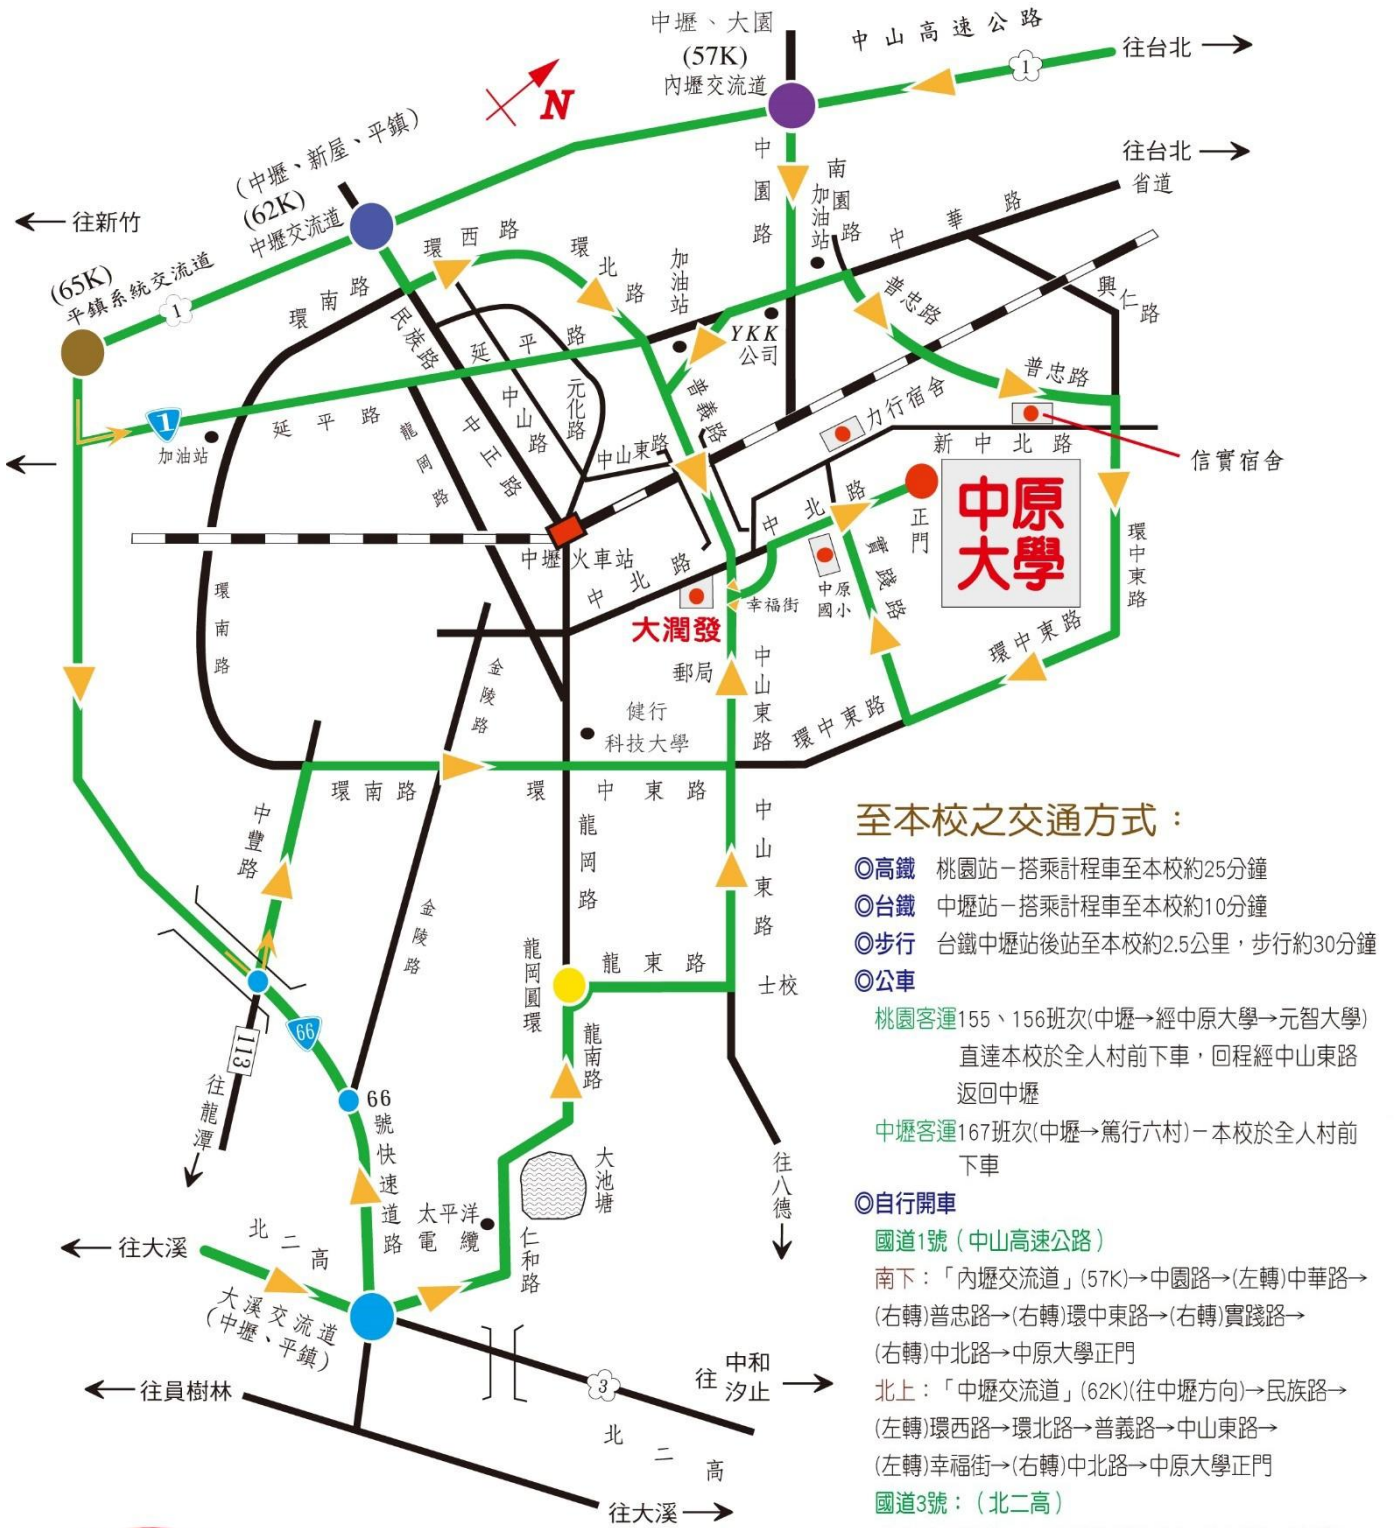 中壢、大園
(57K)
內壢交流道
中山高速公路
1
往台北
N
(中壢、新屋、平鎮)
(62K)
中壢交流道
往新竹
(65K)
平鎮系統交流道
1
中園路
南園路
加油站
中華路
往台北
省道
環西路
環北路
加油站
環南路
民族路
延平路
YKK
公司
普忠路
興仁路
普忠路
1
加油站
延平路
龍岡路
中正路
中山路
元化路
中山東路
普義路
力行宿舍
新中北路
信實宿舍
中壢火車站
中北路
中北路
正門
中原
大學
環中東路
環南路
大潤發
幸福街
中原
國小
實踐路
環中東路
金陵路
郵局
中山東路
健行
科技大學
環中東路
環南路
環中東路
中豐路
龍岡路
中山東路
金陵路
龍岡圓環
龍東路
士校
66
113
往龍潭
龍南路
66號快速道路
大池塘
往八德
太平洋
電纜
仁和路
往大溪
北二高
大溪交流道
(中壢、平鎮)
往員樹林
3
往 中和
汐止
北二高
往大溪
至本校之交通方式：
◎高鐵 桃園站－搭乘計程車至本校約25分鐘
◎台鐵 中壢站－搭乘計程車至本校約10分鐘
◎步行 台鐵中壢站後站至本校約2.5公里，步行約30分鐘
◎公車
桃園客運155、156班次(中壢→經中原大學→元智大學)
直達本校於全人村前下車，回程經中山東路
返回中壢
中壢客運167班次(中壢→篤行六村)－本校於全人村前
下車
◎自行開車
國道1號（中山高速公路）
南下：「內壢交流道」(57K)→中園路→(左轉)中華路→
(右轉)普忠路→(右轉)環中東路→(右轉)實踐路→
(右轉)中北路→中原大學正門
北上：「中壢交流道」(62K)(往中壢方向)→民族路→
(左轉)環西路→環北路→普義路→中山東路→
(左轉)幸福街→(右轉)中北路→中原大學正門
國道3號：（北二高）